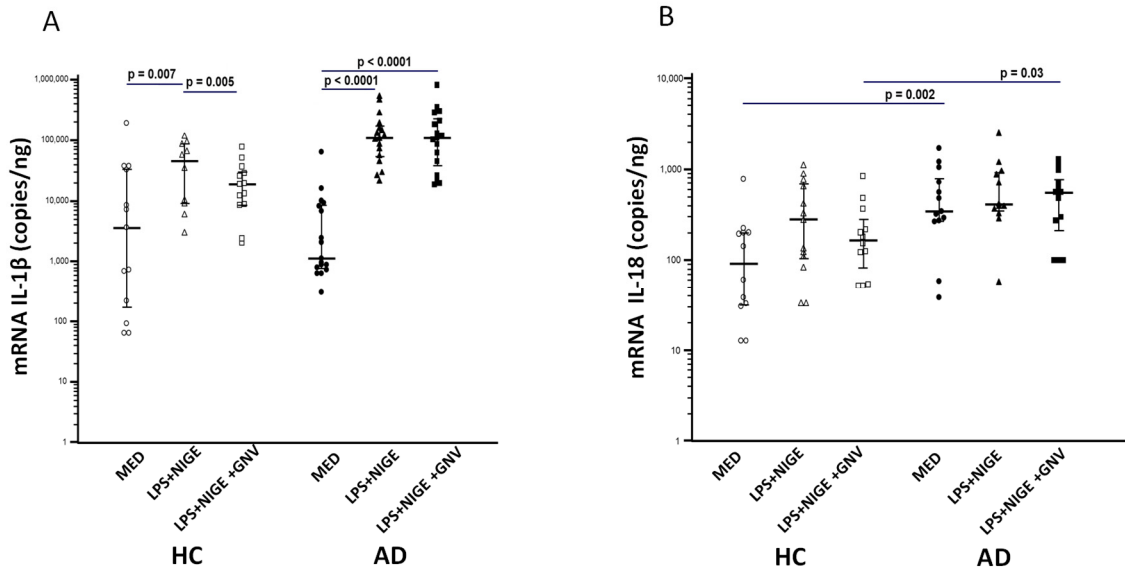 A
p < 0.0001
p = 0.007
p = 0.005
p < 0.0001
mRNA IL-1β (copies/ng)
1,000,000
100,000
10,000
1,000
100
10
1
MED
LPS+NIGE
LPS+NIGE +GNV
MED
LPS+NIGE
LPS+NIGE +GNV
HC
AD
B
p = 0.03
p = 0.002
mRNA IL-18 (copies/ng)
10,000
1,000
100
10
1
MED
LPS+NIGE
LPS+NIGE +GNV
MED
LPS+NIGE
LPS+NIGE +GNV
HC
AD